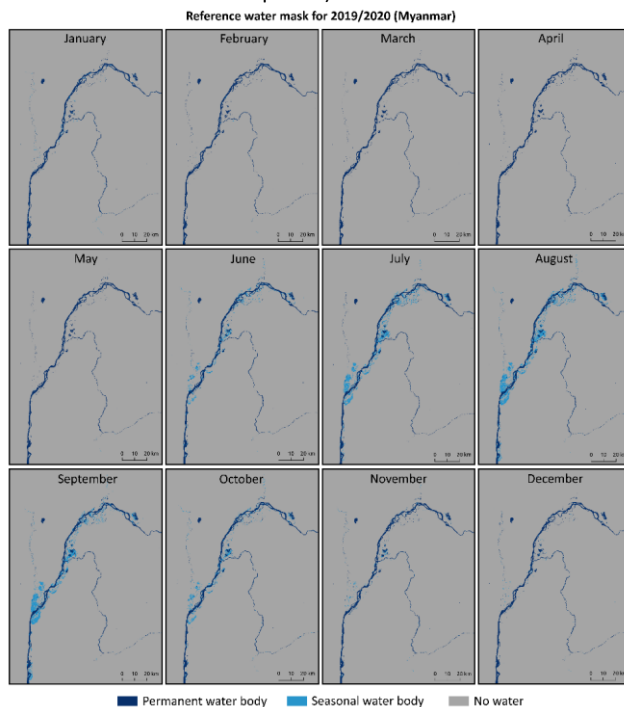 Reference water mask for 2019/2020 (Myanmar)
January February March April
0 10 20 km 0 10 20 km 0 10 20 km 0 10 20 km
May June July August
0 10 20 km 0 10 20 km 0 10 20 km 0 10 20 km
September October November December
0 10 20 km 0 10 20 km 0 10 20 km 0 10 20 km
Permanent water body Seasonal water body No water